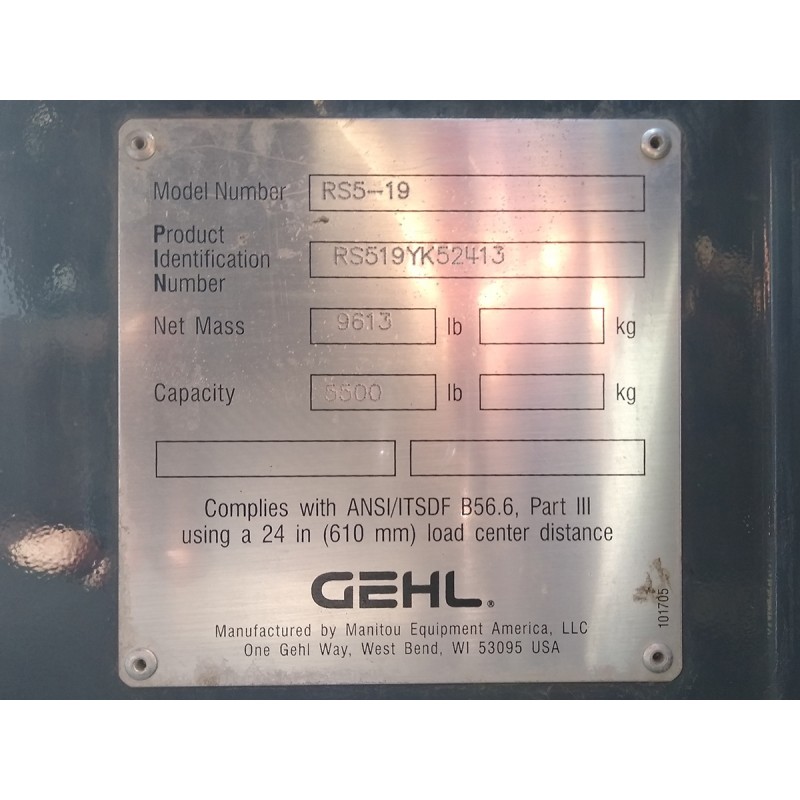 Model Number RS5-19
Product
Identification
Number RS519YK52413
Net Mass 9613 lb kg
Capacity 5500 lb kg
Complies with ANSI/ITSDF B56.6, Part III
using a 24 in (610 mm) load center distance
GEHL®
Manufactured by Manitou Equipment America, LLC
One Gehl Way, West Bend, WI 53095 USA
101705